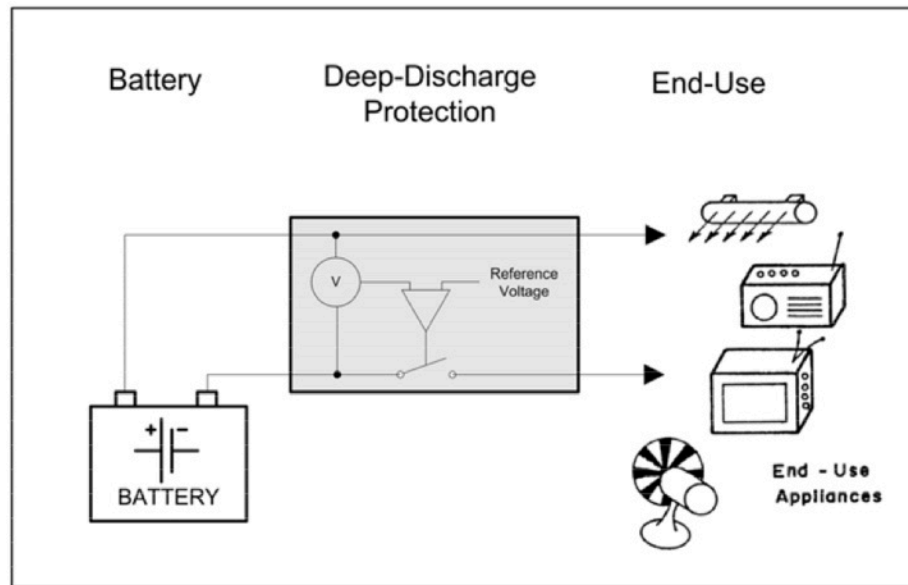 Battery
Deep-Discharge
Protection
End-Use
V
Reference
Voltage
+ -
BATTERY
End - Use
Appliances